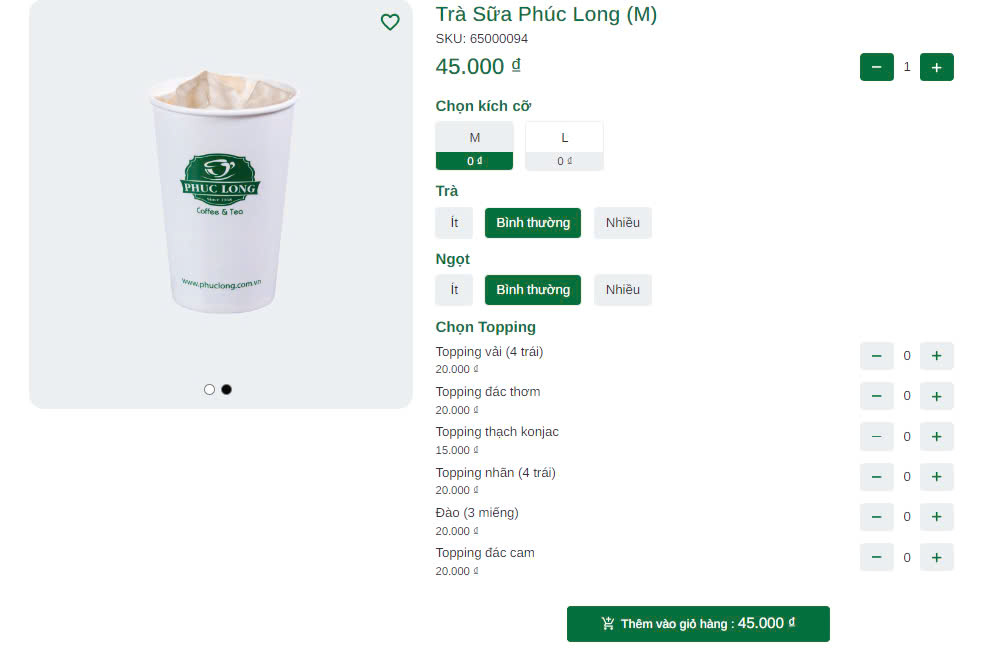 Trà Sữa Phúc Long (M)
SKU: 65000094
45.000 ₫
1
Chọn kích cỡ
M
L
0 ₫
0 ₫
Trà
Ít
Bình thường
Nhiều
Ngọt
Ít
Bình thường
Nhiều
Chọn Topping
Topping vải (4 trái)
20.000 ₫
0
Topping đác thơm
20.000 ₫
0
Topping thạch konjac
15.000 ₫
0
Topping nhãn (4 trái)
20.000 ₫
0
Đào (3 miếng)
20.000 ₫
0
Topping đác cam
20.000 ₫
0
Thêm vào giỏ hàng : 45.000 ₫
PHUC LONG
Coffee & Tea
www.phuclong.com.vn